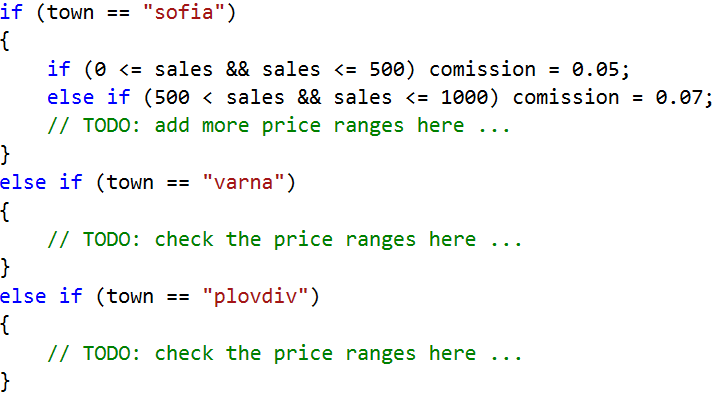 if (town == "sofia")
{
    if (0 <= sales && sales <= 500) comission = 0.05;
    else if (500 < sales && sales <= 1000) comission = 0.07;
    // TODO: add more price ranges here ...
}
else if (town == "varna")
{
    // TODO: check the price ranges here ...
}
else if (town == "plovdiv")
{
    // TODO: check the price ranges here ...
}